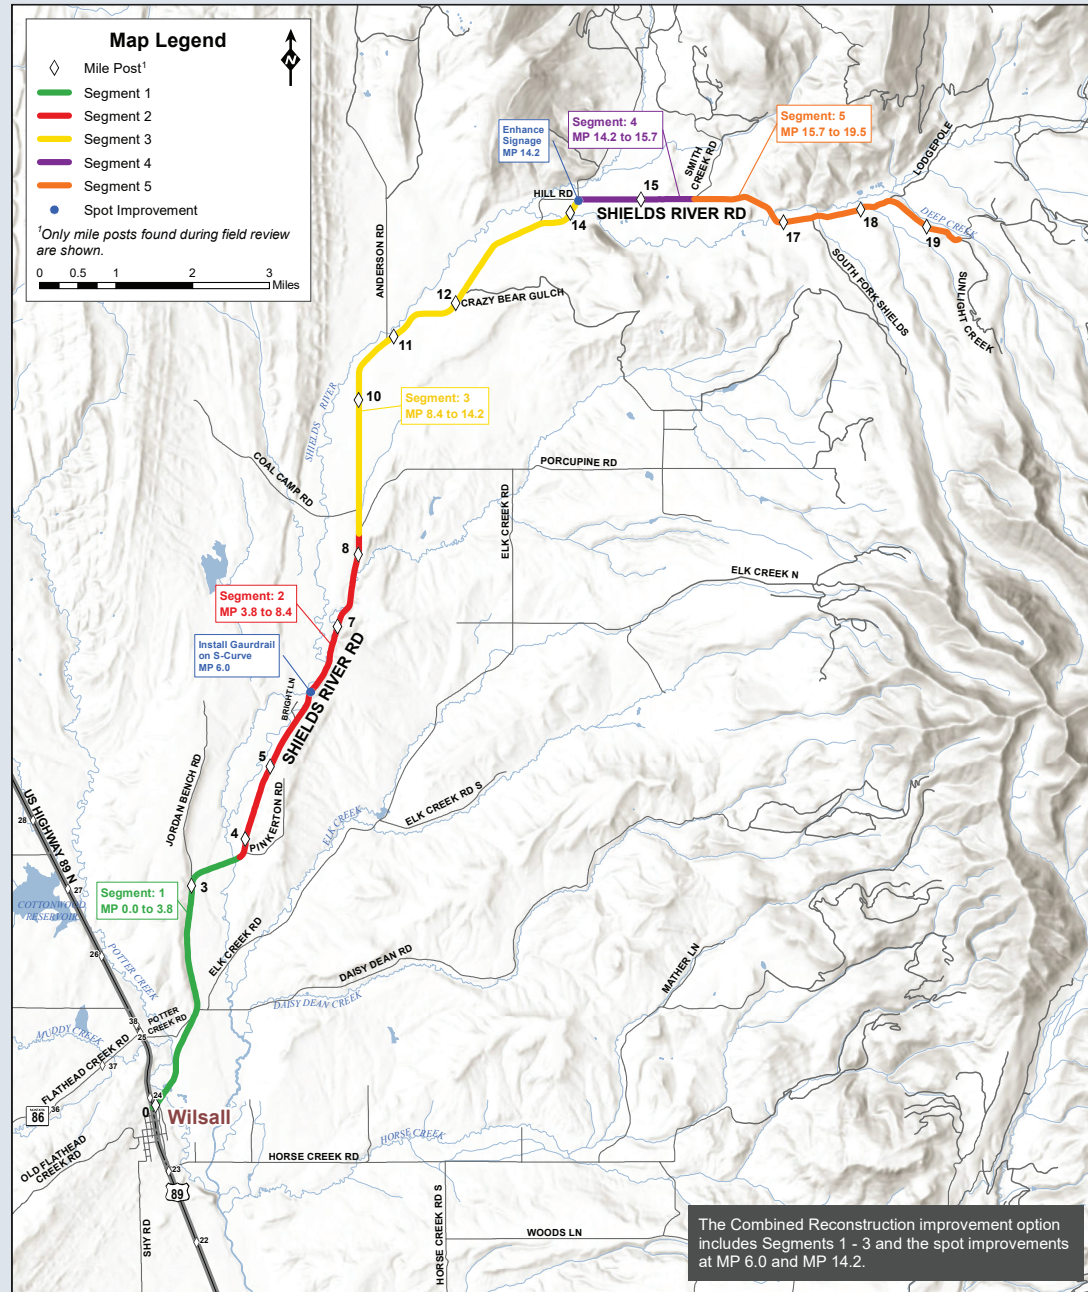 Map Legend
N
Mile Post1
Segment 1
Segment 2
Segment 3
Segment 4
Segment 5
Spot Improvement
1Only mile posts found during field review
are shown.
0 0.5 1 2 3
Miles
Enhance
Signage
MP 14.2
Segment: 4
MP 14.2 to 15.7
Segment: 5
MP 15.7 to 19.5
SMITH
CREEK RD
LODGEPOLE
HILL RD
15
SHIELDS RIVER RD
14
17
18
19
DEEP CREEK
SOUTH FORK SHIELDS
SUNLIGHT CREEK
ANDERSON RD
12
CRAZY BEAR GULCH
11
10
Segment: 3
MP 8.4 to 14.2
SHIELDS RIVER
COAL CAMP RD
PORCUPINE RD
ELK CREEK RD
8
ELK CREEK N
Segment: 2
MP 3.8 to 8.4
7
Install Gaurdrail
on S-Curve
MP 6.0
SHIELDS RIVER RD
BRIGHT LN
5
JORDAN BENCH RD
PINKERTON RD
4
ELK CREEK
ELK CREEK RD S
US HIGHWAY 89 N
28
27
3
Segment: 1
MP 0.0 to 3.8
COTTONWOOD
RESERVOIR
ELK CREEK RD
26
POTTER CREEK
DAISY DEAN RD
MATHER LN
DAISY DEAN CREEK
38
POTTER
CREEK RD
25
MUDDY CREEK
FLATHEAD CREEK RD
37
24
0
Wilsall
36
86
OLD FLATHEAD
CREEK RD
HORSE CREEK
HORSE CREEK RD
23
89
SHY RD
22
HORSE CREEK RD S
WOODS LN
The Combined Reconstruction improvement option
includes Segments 1 - 3 and the spot improvements
at MP 6.0 and MP 14.2.